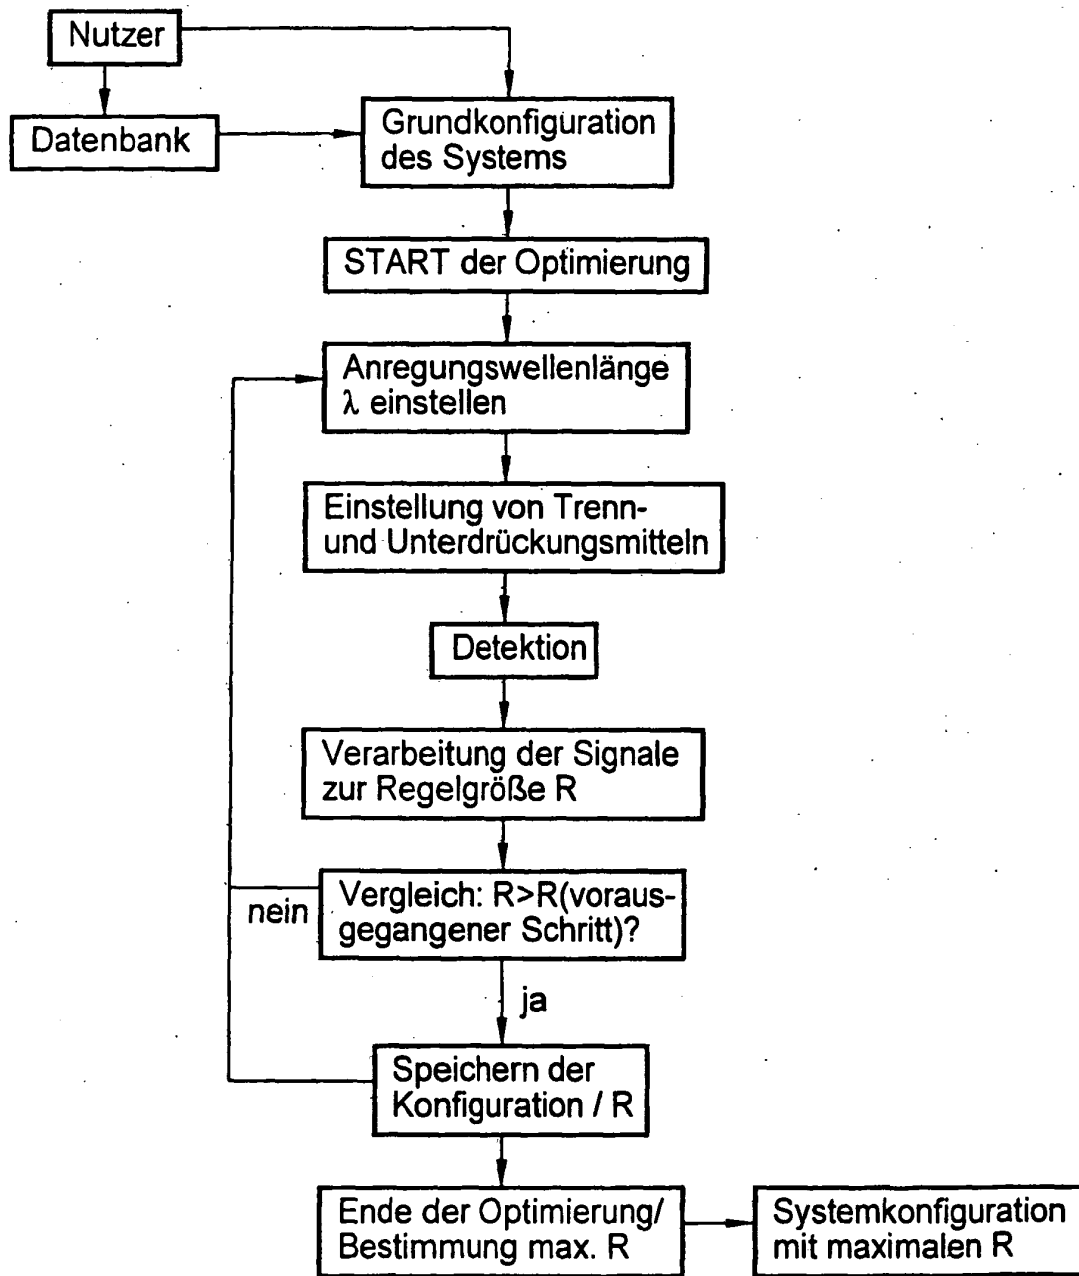 Nutzer
Datenbank
Grundkonfiguration
des Systems
START der Optimierung
Anregungswellenlänge
λ einstellen
Einstellung von Trenn-
und Unterdrückungsmitteln
Detektion
Verarbeitung der Signale
zur Regelgröße R
Vergleich: R>R(voraus-
gegangener Schritt)?
nein
ja
Speichern der
Konfiguration / R
Ende der Optimierung/
Bestimmung max. R
Systemkonfiguration
mit maximalen R